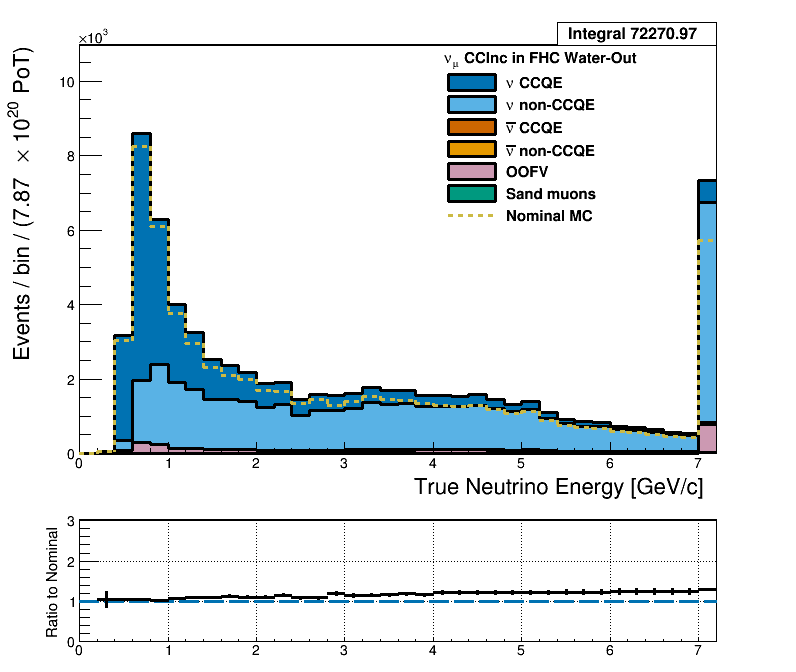 Integral 72270.97
×10³
ν_μ CCInc in FHC Water-Out
ν CCQE
ν non-CCQE
ν̅ CCQE
ν̅ non-CCQE
OOFV
Sand muons
Nominal MC
Events / bin / (7.87 × 10²⁰ PoT)
10
8
6
4
2
0
0 1 2 3 4 5 6 7
True Neutrino Energy [GeV/c]
Ratio to Nominal
3
2
1
0
0 1 2 3 4 5 6 7